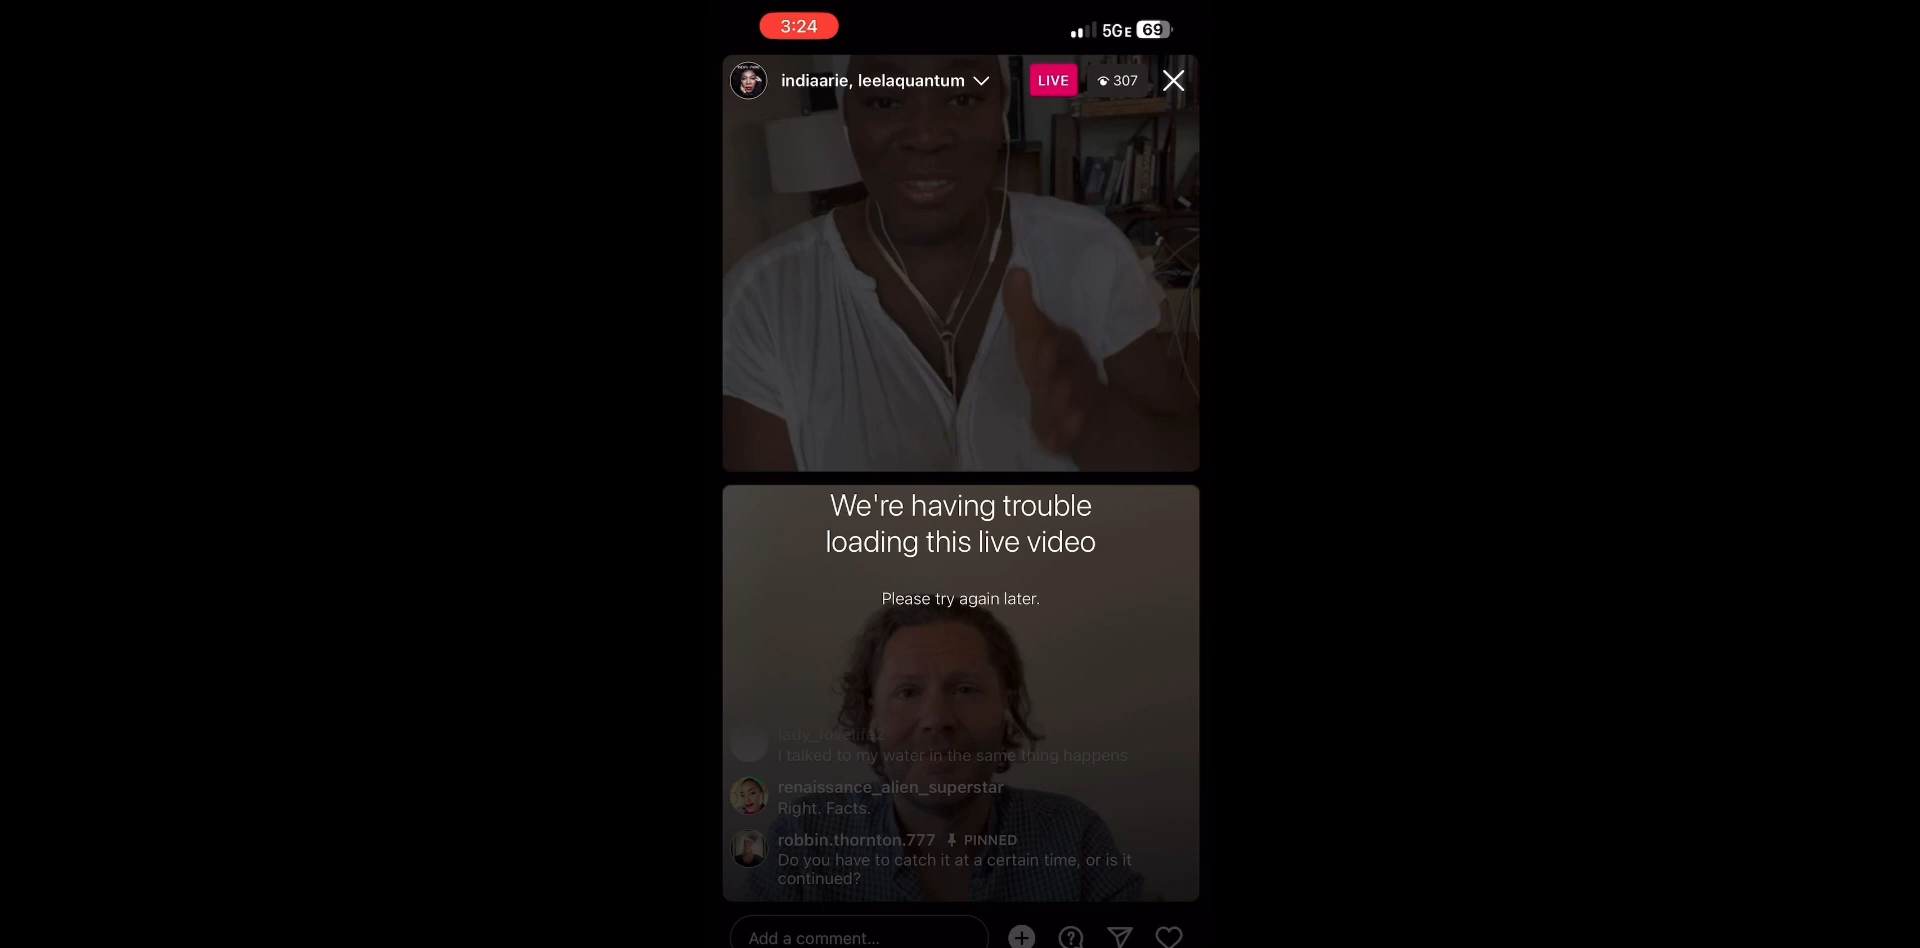 3:24
5GE 69
indiaarie, leelaquantum
LIVE
307
We're having trouble
loading this live video
Please try again later.
lady_lovelife2
I talked to my water in the same thing happens
renaissance_alien_superstar
Right. Facts.
robbin.thornton.777 PINNED
Do you have to catch it at a certain time, or is it
continued?
Add a comment...